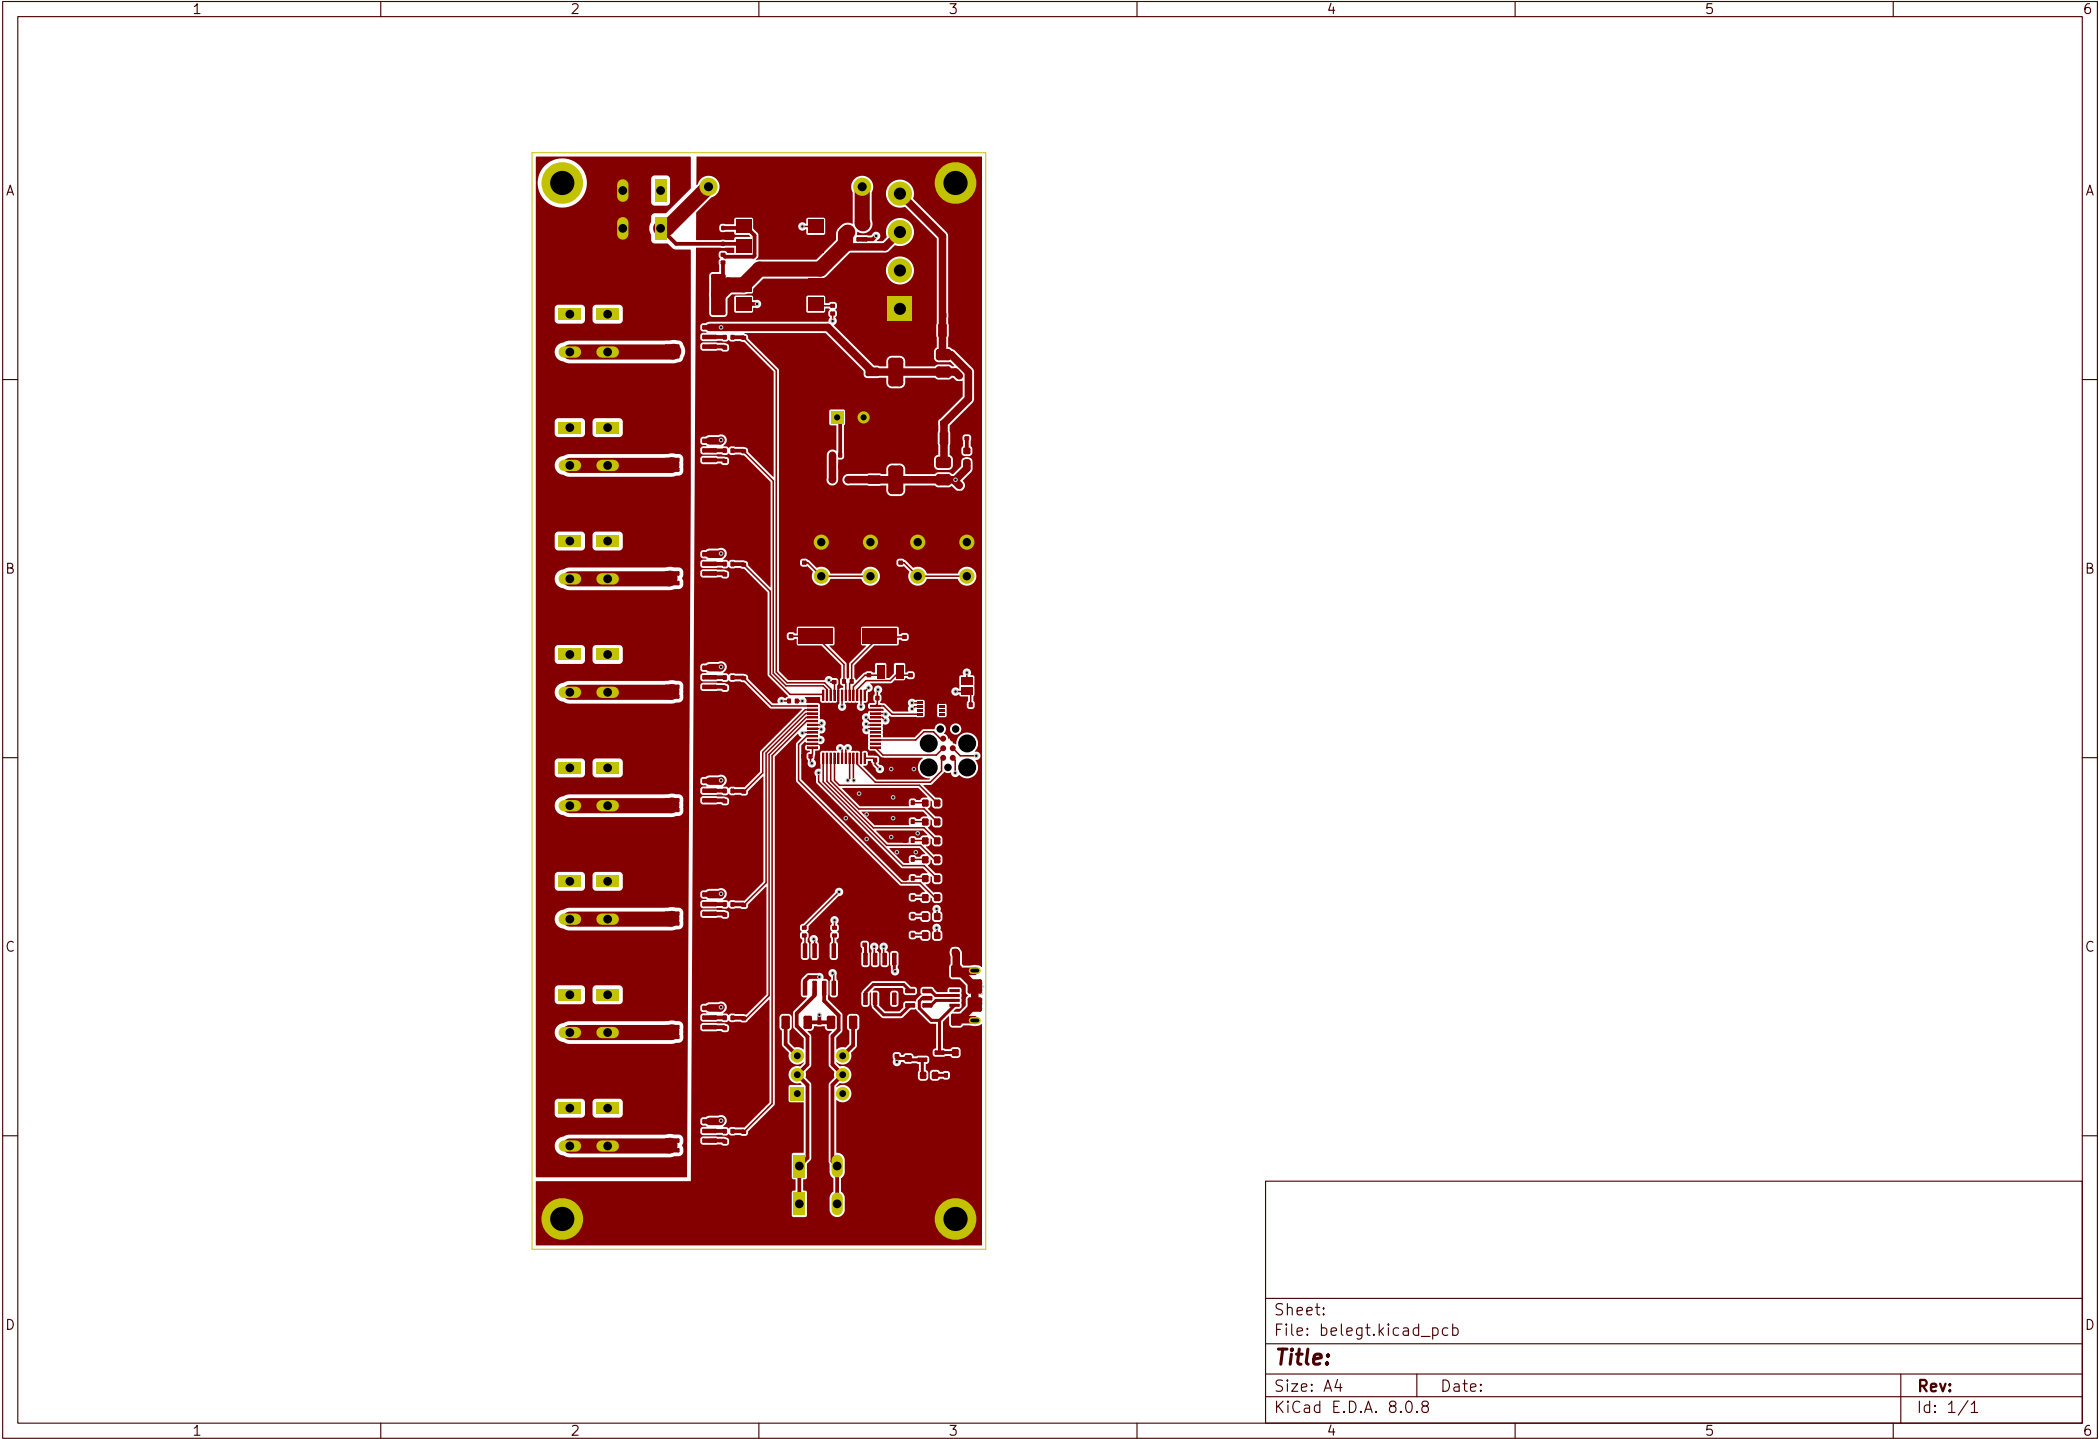 1 2 3 4 5 6
A A
B B
C C
D D
Sheet:
File: belegt.kicad_pcb
Title:
Size: A4 Date: Rev:
KiCad E.D.A. 8.0.8 Id: 1/1
1 2 3 4 5 6